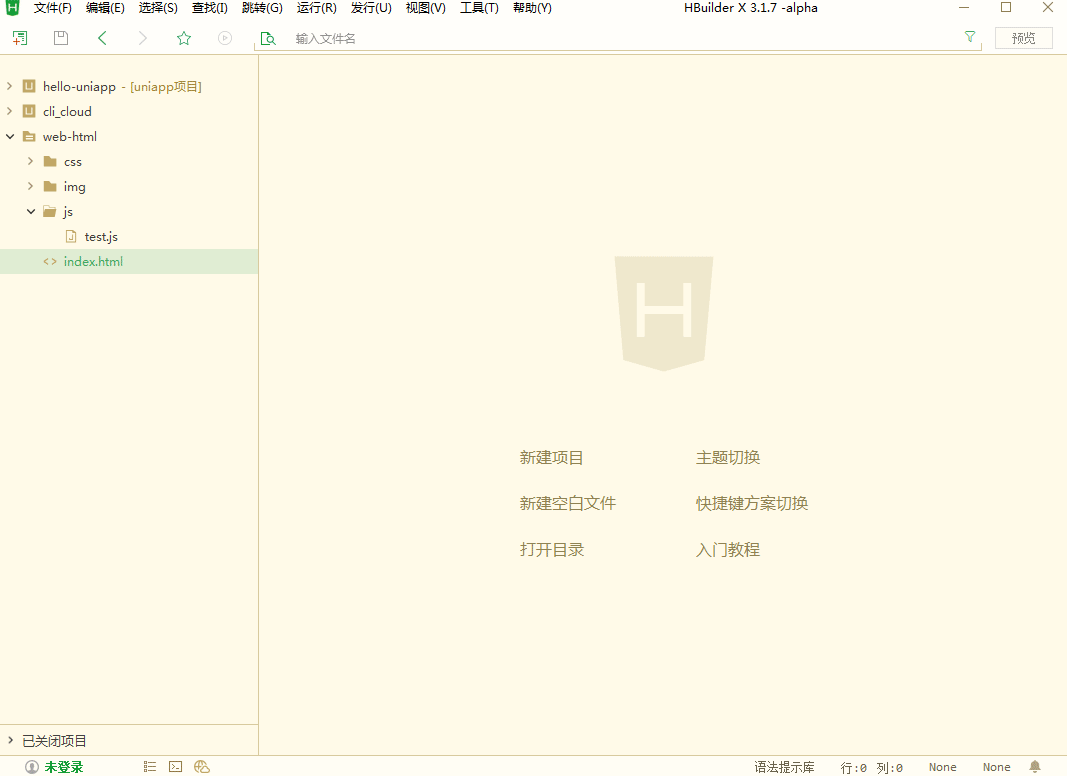 H 文件(F) 编辑(E) 选择(S) 查找(I) 跳转(G) 运行(R) 发行(U) 视图(V) 工具(T) 帮助(Y) HBuilder X 3.1.7 -alpha
输入文件名 预览
U hello-uniapp - [uniapp项目]
U cli_cloud
web-html
css
img
js
test.js
<> index.html
H
新建项目 主题切换
新建空白文件 快捷键方案切换
打开目录 入门教程
已关闭项目
未登录 语法提示库 行:0 列:0 None None